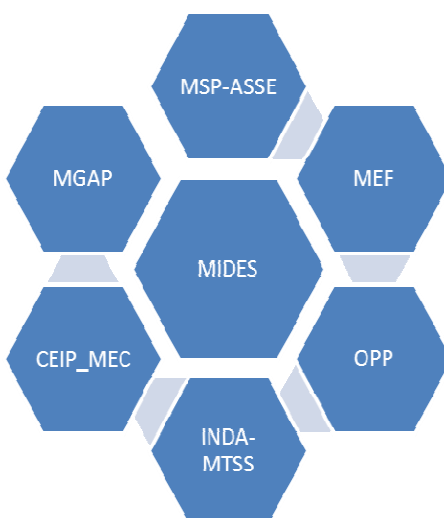 MSP-ASSE
MGAP
MEF
MIDES
CEIP_MEC
OPP
INDA-
MTSS